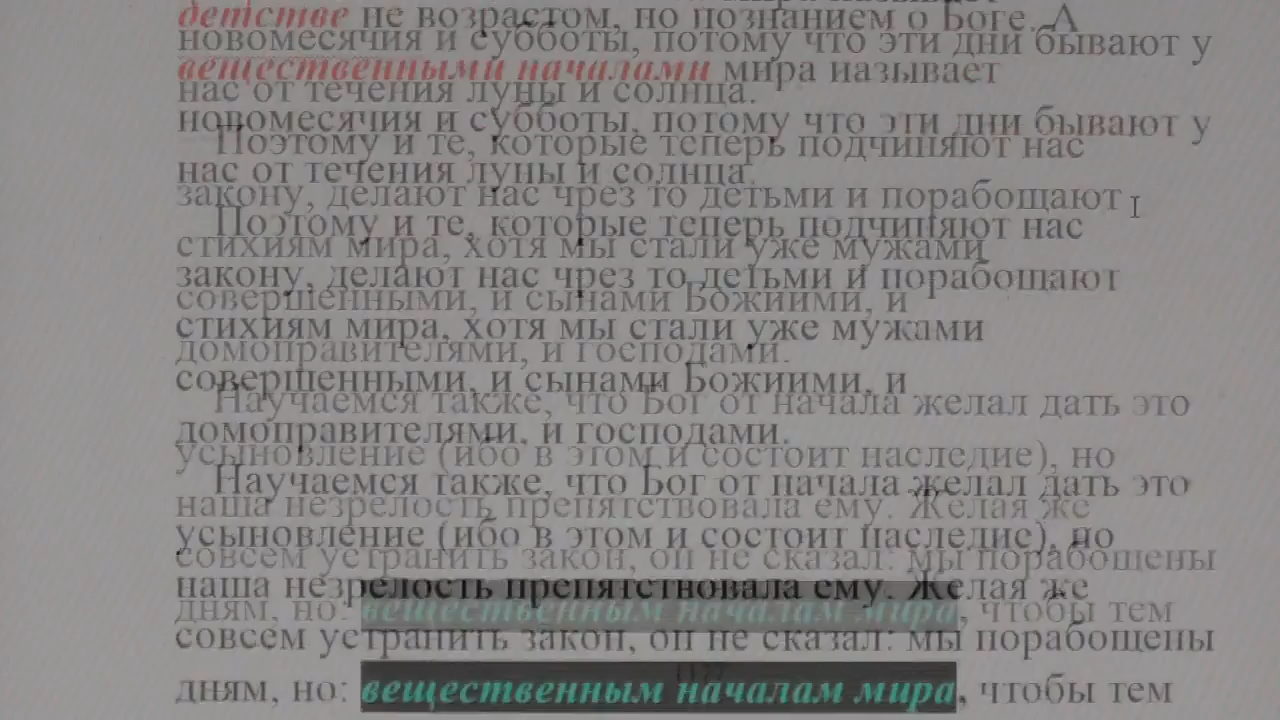 детстве не возрастом, но познанием о Боге. А
новомесячия и субботы, потому что эти дни бывают у
вещественными началами мира называет
нас от течения луны и солнца.
новомесячия и субботы, потому что эти дни бывают у
Поэтому и те, которые теперь подчиняют нас
нас от течения луны и солнца.
закону, делают нас чрез то детьми и порабощают
Поэтому и те, которые теперь подчиняют нас
стихиям мира, хотя мы стали уже мужами
закону, делают нас чрез то детьми и порабощают
совершенными, и сынами Божиими, и
стихиям мира, хотя мы стали уже мужами
домоправителями, и господами.
совершенными, и сынами Божиими, и
Научаемся также, что Бог от начала желал дать это
домоправителями, и господами.
усыновление (ибо в этом и состоит наследие), но
Научаемся также, что Бог от начала желал дать это
наша незрелость препятствовала ему. Желая же
усыновление (ибо в этом и состоит наследие), но
совсем устранить закон, он не сказал: мы порабощены
наша незрелость препятствовала ему. Желая же
дням, но: вещественным началам мира, чтобы тем
совсем устранить закон, он не сказал: мы порабощены
дням, но: вещественным началам мира, чтобы тем